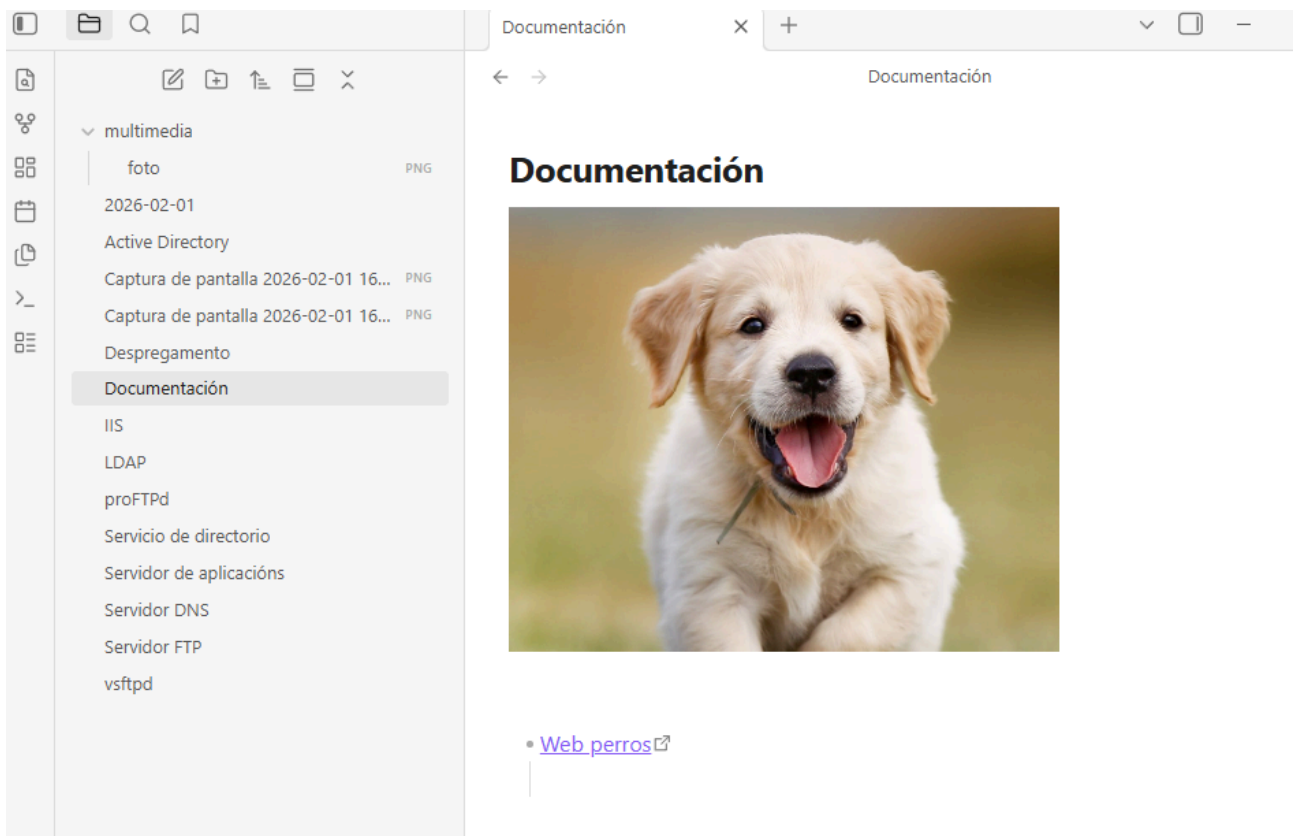 Documentación
Documentación
multimedia
foto PNG
2026-02-01
Active Directory
Captura de pantalla 2026-02-01 16... PNG
Captura de pantalla 2026-02-01 16... PNG
Despregamento
Documentación
IIS
LDAP
proFTPd
Servicio de directorio
Servidor de aplicacións
Servidor DNS
Servidor FTP
vsftpd
Documentación
Web perros